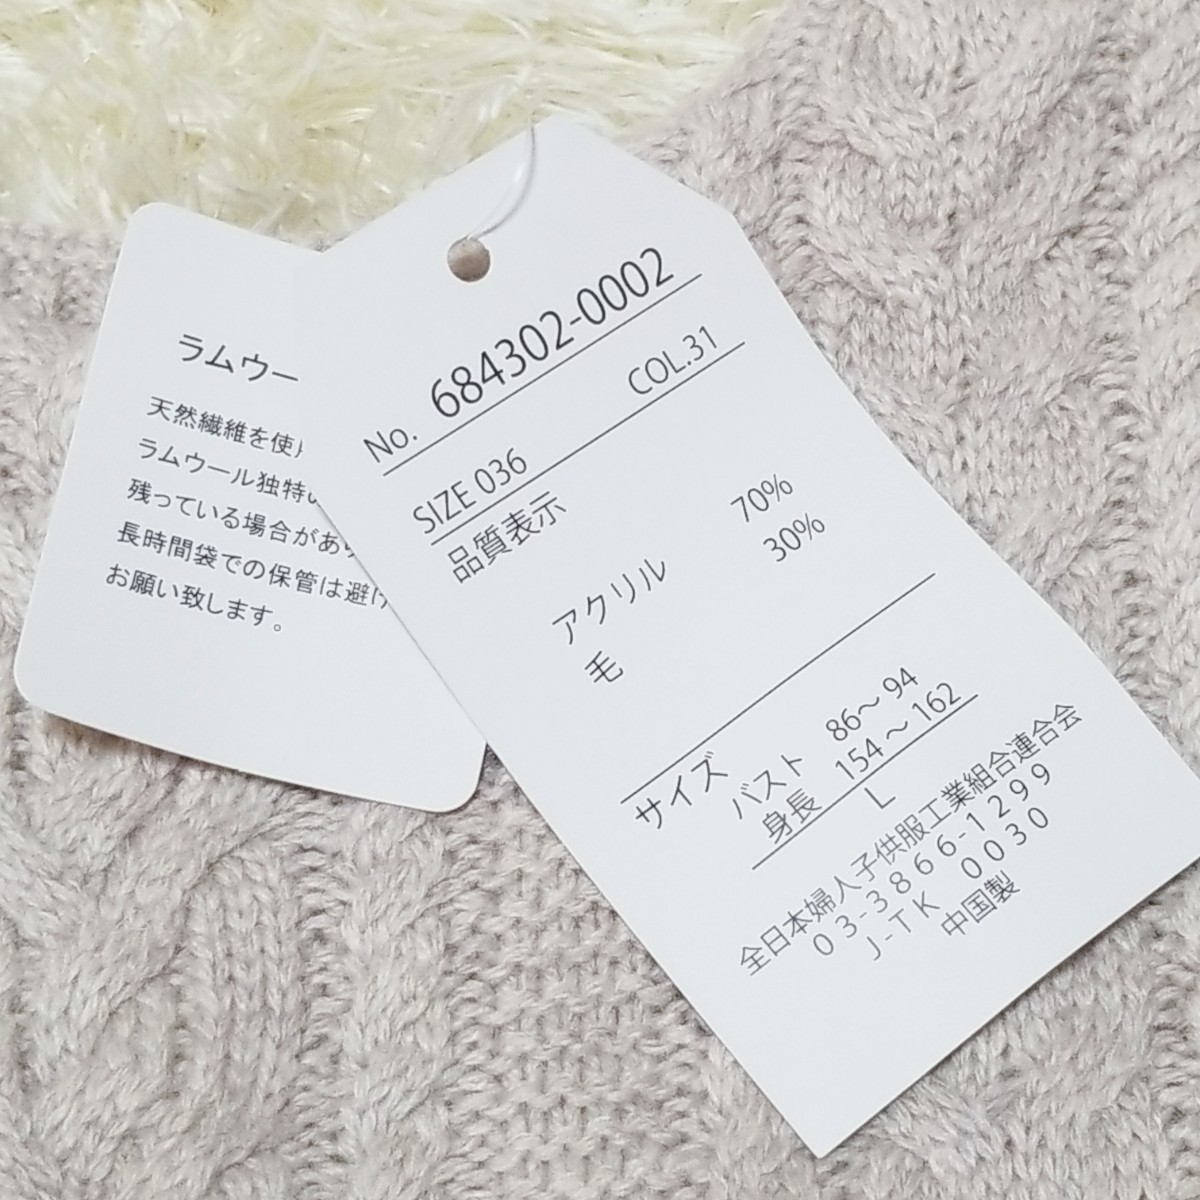 ラムウー
天然繊維を使
ラムウール独特の
残っている場合があ
長時間袋での保管は避け
お願い致します。
No. 684302-0002
SIZE 036 COL.31
品質表示
アクリル 70%
毛 30%
サイズ
バスト 86～94
身長 154～162
L
全日本婦人子供服工業組合連合会
03-3866-1299
J-TK 0030
中国製